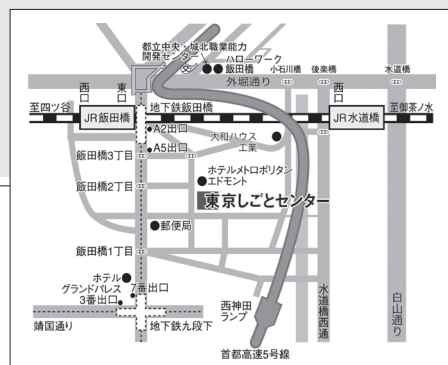 都立中央・城北職業能力
開発センター
ハローワーク
飯田橋
小石川橋
後楽橋
水道橋
外堀通り
西口
東口
西口
至四ツ谷
地下鉄飯田橋
至御茶ノ水
JR飯田橋
JR水道橋
A2出口
大和ハウス
工業
A5出口
飯田橋3丁目
ホテルメトロポリタン
エドモント
飯田橋2丁目
東京しごとセンター
郵便局
飯田橋1丁目
ホテル
グランドパレス
7番出口
3番出口
西神田
ランプ
水道橋西通
白山通り
靖国通り
地下鉄九段下
首都高速5号線